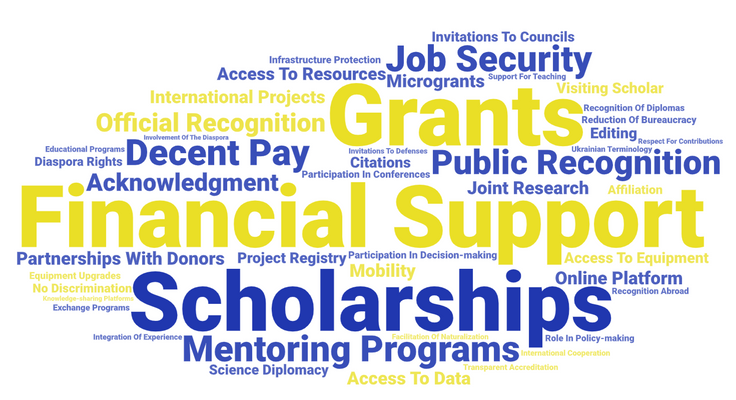 Invitations To Councils
Infrastructure Protection
Job Security
Access To Resources
Microgrants
Support For Teaching
International Projects
Grants
Visiting Scholar
Official Recognition
Recognition Of Diplomas
Reduction Of Bureaucracy
Involvement Of The Diaspora
Editing
Respect For Contributions
Educational Programs
Decent Pay
Invitations To Defenses
Ukrainian Terminology
Diaspora Rights
Citations
Public Recognition
Participation In Conferences
Acknowledgment
Joint Research
Affiliation
Financial Support
Partnerships With Donors
Project Registry
Participation In Decision-making
Access To Equipment
Mobility
Equipment Upgrades
Online Platform
No Discrimination
Scholarships
Recognition Abroad
Knowledge-sharing Platforms
Exchange Programs
Integration Of Experience
Facilitation Of Naturalization
Role In Policy-making
Mentoring Programs
International Cooperation
Science Diplomacy
Transparent Accreditation
Access To Data